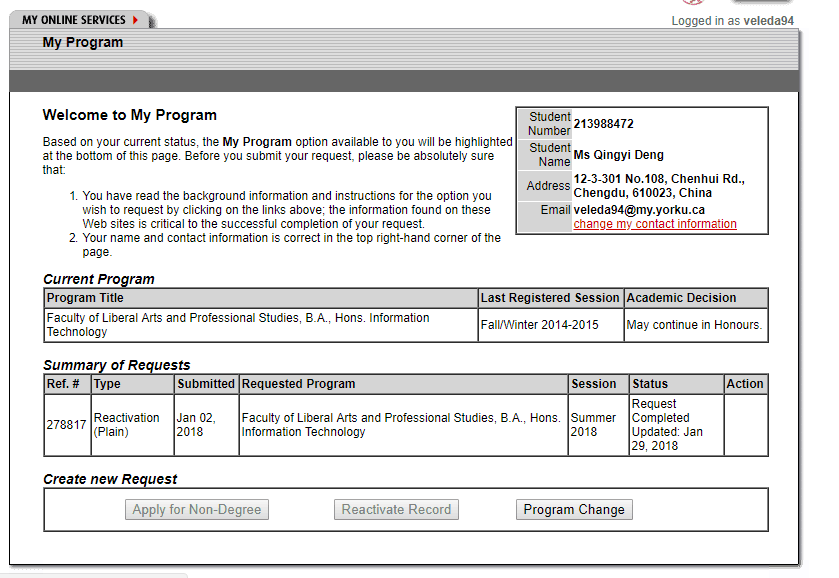 MY ONLINE SERVICES
Logged in as veleda94
My Program
Welcome to My Program
Based on your current status, the My Program option available to you will be highlighted
at the bottom of this page. Before you submit your request, please be absolutely sure
that:
1. You have read the background information and instructions for the option you
wish to request by clicking on the links above; the information found on these
Web sites is critical to the successful completion of your request.
2. Your name and contact information is correct in the top right-hand corner of the
page.
Student
Number 213988472
Student
Name Ms Qingyi Deng
Address 12-3-301 No.108, Chenhui Rd.,
Chengdu, 610023, China
Email veleda94@my.yorku.ca
change my contact information
Current Program
Program Title Last Registered Session Academic Decision
Faculty of Liberal Arts and Professional Studies, B.A., Hons. Information
Technology
Fall/Winter 2014-2015
May continue in Honours.
Summary of Requests
Ref. # Type Submitted Requested Program Session Status Action
278817
Reactivation
(Plain)
Jan 02,
2018
Faculty of Liberal Arts and Professional Studies, B.A., Hons.
Information Technology
Summer
2018
Request
Completed
Updated: Jan
29, 2018
Create new Request
Apply for Non-Degree Reactivate Record Program Change